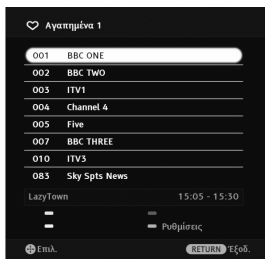 Αγαπημένα 1
001 BBC ONE
002 BBC TWO
003 ITV1
004 Channel 4
005 Five
007 BBC THREE
010 ITV3
083 Sky Spts News
LazyTown 15:05 - 15:30
Ρυθμίσεις
Επιλ. RETURN Έξοδ.